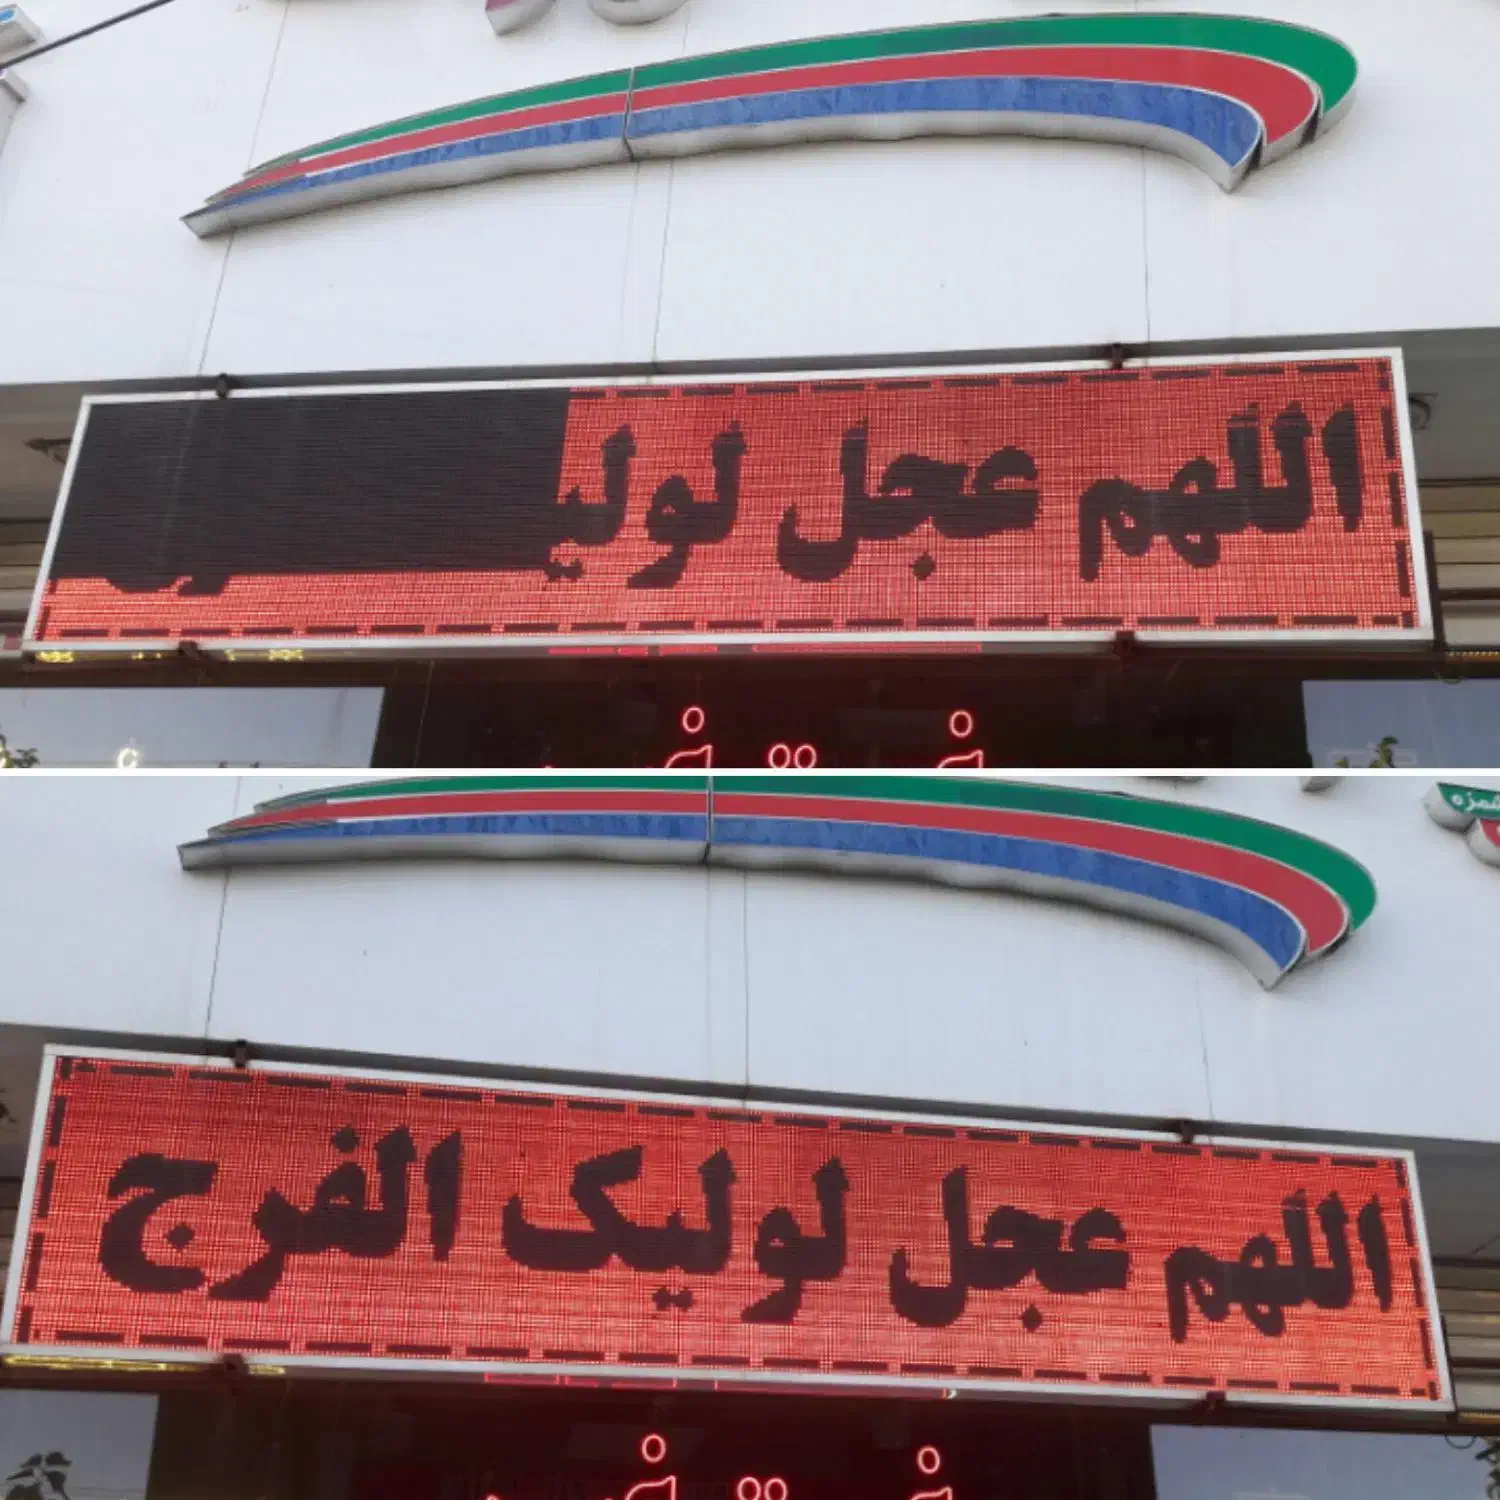 اللهم عجل لولی
اللهم عجل لولیک الفرج